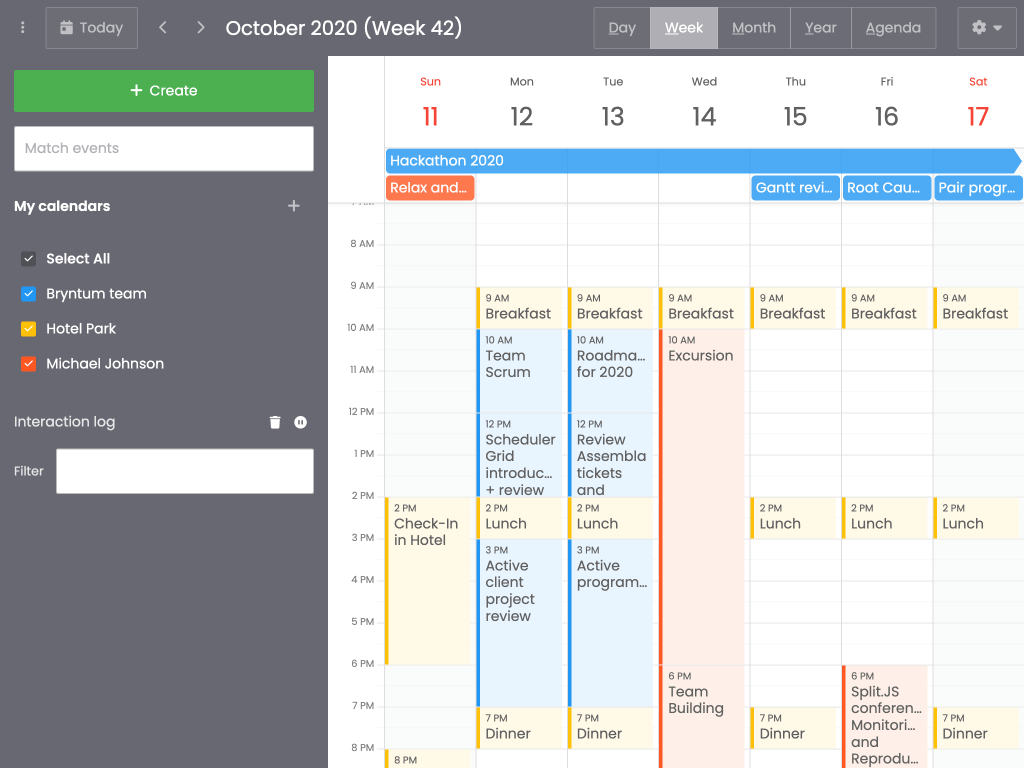 Today
October 2020 (Week 42)
Day
Week
Month
Year
Agenda
Create
Match events
My calendars
Select All
Bryntum team
Hotel Park
Michael Johnson
Interaction log
Filter
Sun
Mon
Tue
Wed
Thu
Fri
Sat
11
12
13
14
15
16
17
Hackathon 2020
Relax and…
Gantt revi…
Root Cau…
Pair progr…
8 AM
9 AM
10 AM
11 AM
12 PM
1 PM
2 PM
3 PM
4 PM
5 PM
6 PM
7 PM
8 PM
2 PM
Check-In
in Hotel
8 PM
9 AM
Breakfast
10 AM
Team
Scrum
12 PM
Scheduler
Grid
introduc…
+ review
2 PM
Lunch
3 PM
Active
client
project
review
7 PM
Dinner
9 AM
Breakfast
10 AM
Roadma…
for 2020
12 PM
Review
Assembla
tickets
and
2 PM
Lunch
3 PM
Active
program…
7 PM
Dinner
9 AM
Breakfast
10 AM
Excursion
6 PM
Team
Building
9 AM
Breakfast
2 PM
Lunch
7 PM
Dinner
9 AM
Breakfast
2 PM
Lunch
6 PM
Split.JS
conferen…
Monitori…
and
Reprodu…
9 AM
Breakfast
2 PM
Lunch
7 PM
Dinner